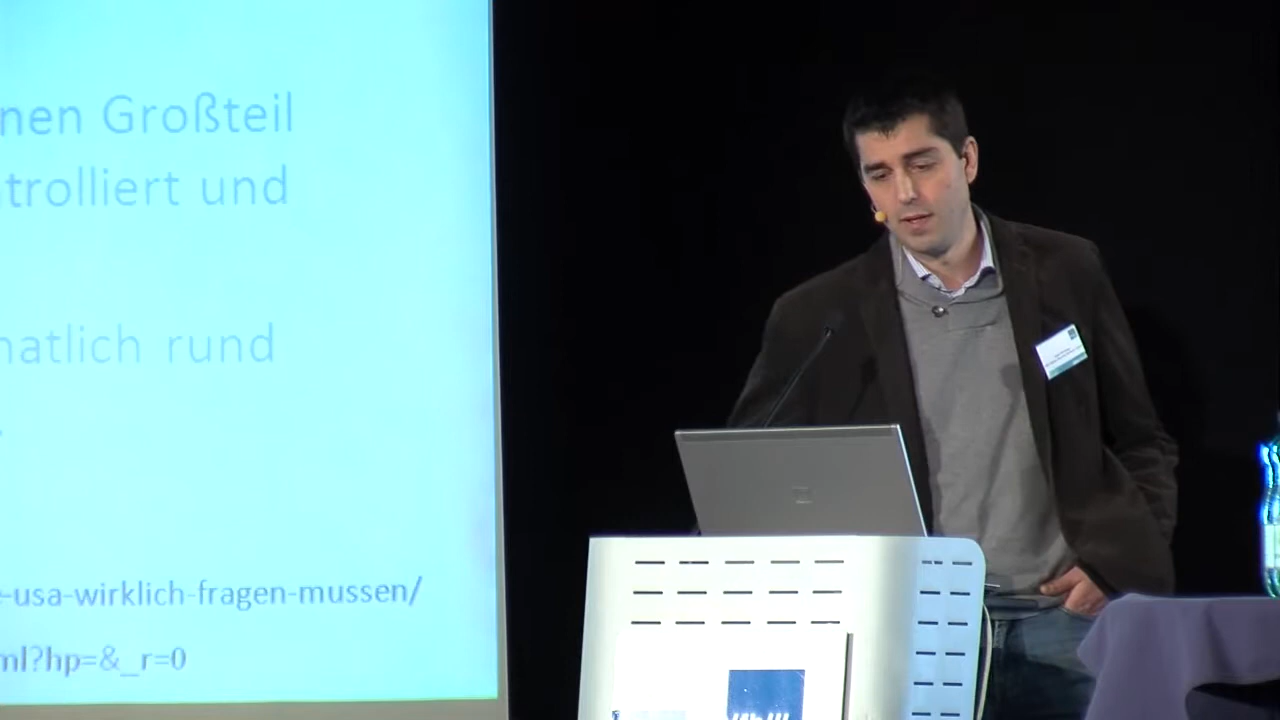 nen Großteil
trolliert und
natlich rund
-usa-wirklich-fragen-mussen/
ml?hp=&_r=0